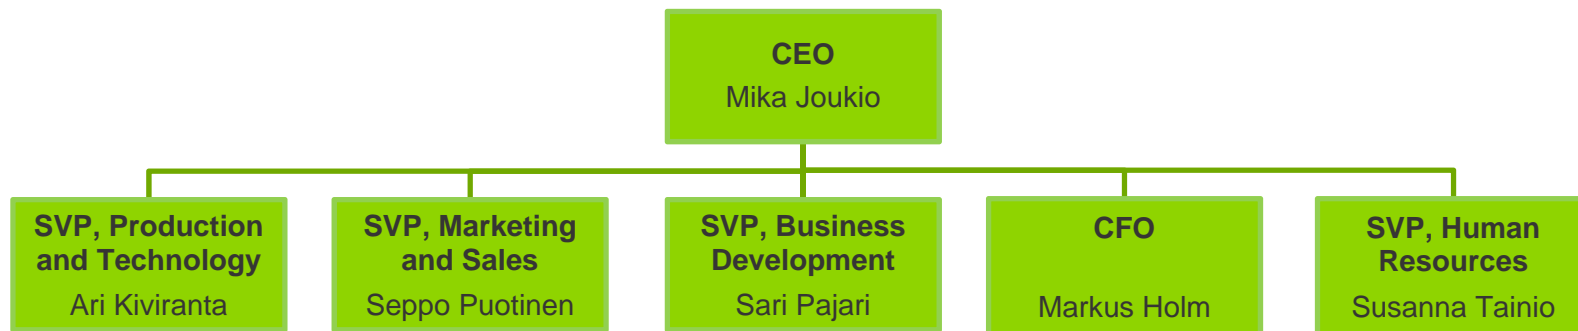 CEO
Mika Joukio
SVP, Production
and Technology
Ari Kiviranta
SVP, Marketing
and Sales
Seppo Puotinen
SVP, Business
Development
Sari Pajari
CFO
Markus Holm
SVP, Human
Resources
Susanna Tainio